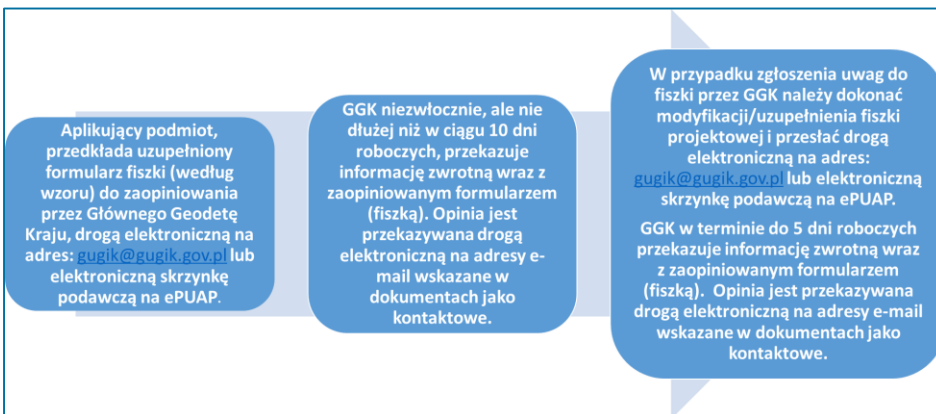 Aplikujący podmiot,
przedkłada uzupełniony
formularz fiszki (według
wzoru) do zaopiniowania
przez Głównego Geodetę
Kraju, drogą elektroniczną na
adres: gugik@gugik.gov.pl lub
elektroniczną skrzynkę
podawczą na ePUAP.
GGK niezwłocznie, ale nie
dłużej niż w ciągu 10 dni
roboczych, przekazuje
informację zwrotną wraz z
zaopiniowanym formularzem
(fiszką). Opinia jest
przekazywana drogą
elektroniczną na adresy e-
mail wskazane w
dokumentach jako
kontaktowe.
W przypadku zgłoszenia uwag do
fiszki przez GGK należy dokonać
modyfikacji/uzupełnienia fiszki
projektowej i przesłać drogą
elektroniczną na adres:
gugik@gugik.gov.pl lub elektroniczną
skrzynkę podawczą na ePUAP.
GGK w terminie do 5 dni roboczych
przekazuje informację zwrotną wraz
z zaopiniowanym formularzem
(fiszką). Opinia jest przekazywana
drogą elektroniczną na adresy e-mail
wskazane w dokumentach jako
kontaktowe.